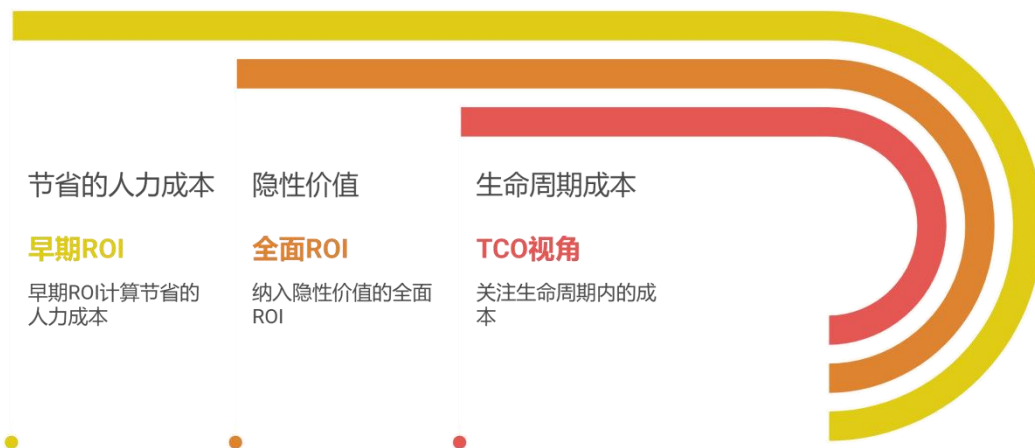 节省的人力成本
早期ROI
早期ROI计算节省的
人力成本
隐性价值
全面ROI
纳入隐性价值的全面
ROI
生命周期成本
TCO视角
关注生命周期内的成
本